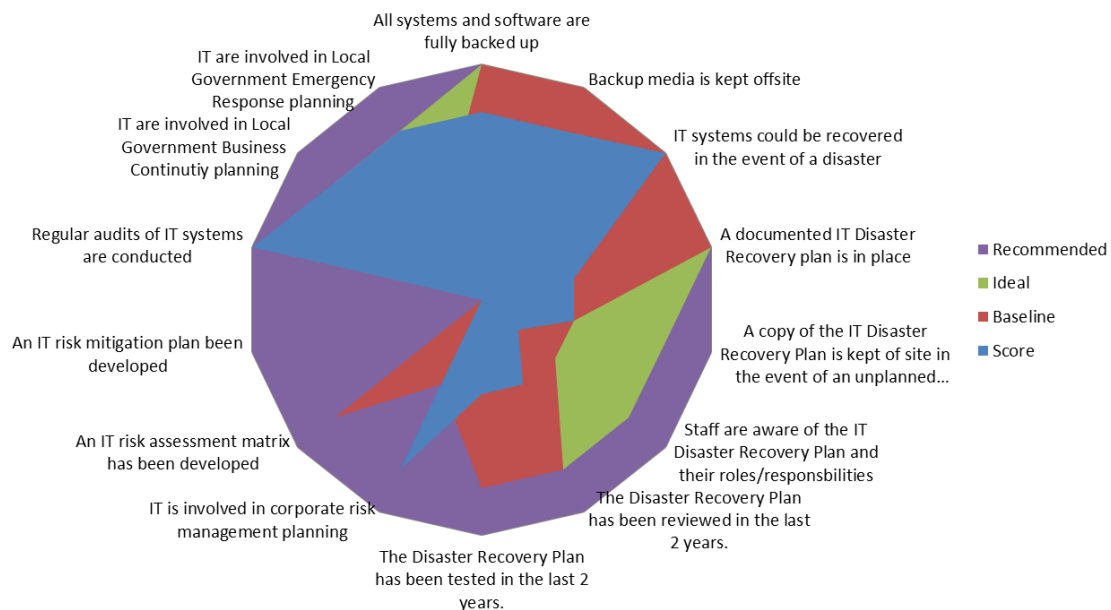 All systems and software are
fully backed up
Backup media is kept offsite
IT systems could be recovered
in the event of a disaster
A documented IT Disaster
Recovery plan is in place
A copy of the IT Disaster
Recovery Plan is kept of site in
the event of an unplanned...
Staff are aware of the IT
Disaster Recovery Plan and
their roles/responsbilities
The Disaster Recovery Plan
has been reviewed in the last
2 years.
The Disaster Recovery Plan
has been tested in the last 2
years.
IT is involved in corporate risk
management planning
An IT risk assessment matrix
has been developed
An IT risk mitigation plan been
developed
Regular audits of IT systems
are conducted
IT are involved in Local
Government Business
Continutiy planning
IT are involved in Local
Government Emergency
Response planning
Recommended
Ideal
Baseline
Score